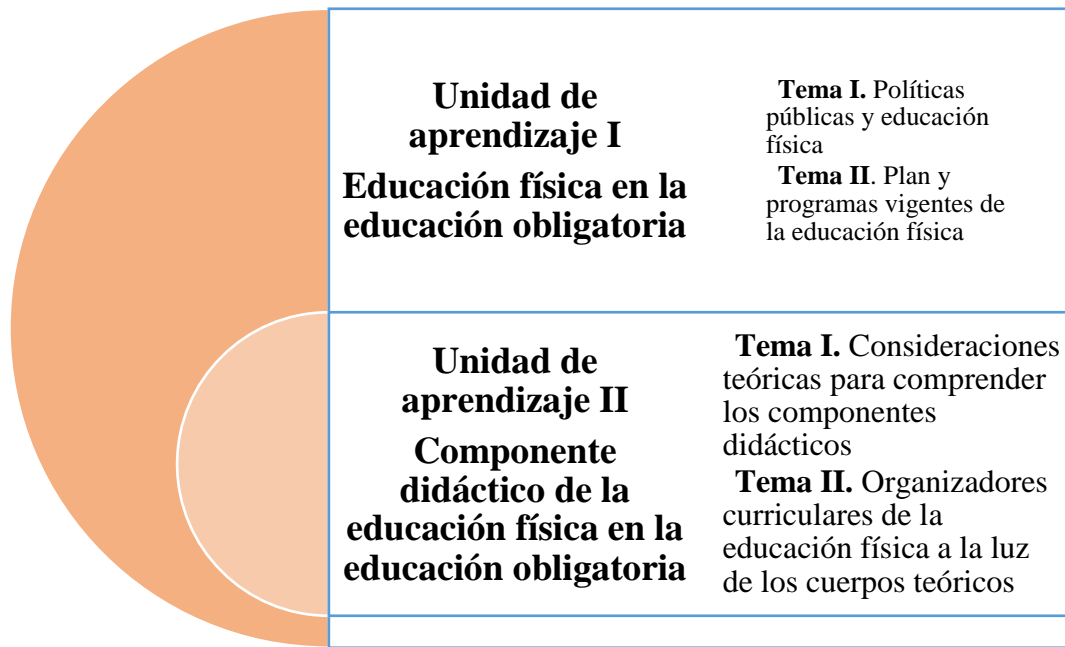 Unidad de
aprendizaje I
Educación física en la
educación obligatoria
Tema I. Políticas
públicas y educación
física
Tema II. Plan y
programas vigentes de
la educación física
Unidad de
aprendizaje II
Componente
didáctico de la
educación física en la
educación obligatoria
Tema I. Consideraciones
teóricas para comprender
los componentes
didácticos
Tema II. Organizadores
curriculares de la
educación física a la luz
de los cuerpos teóricos